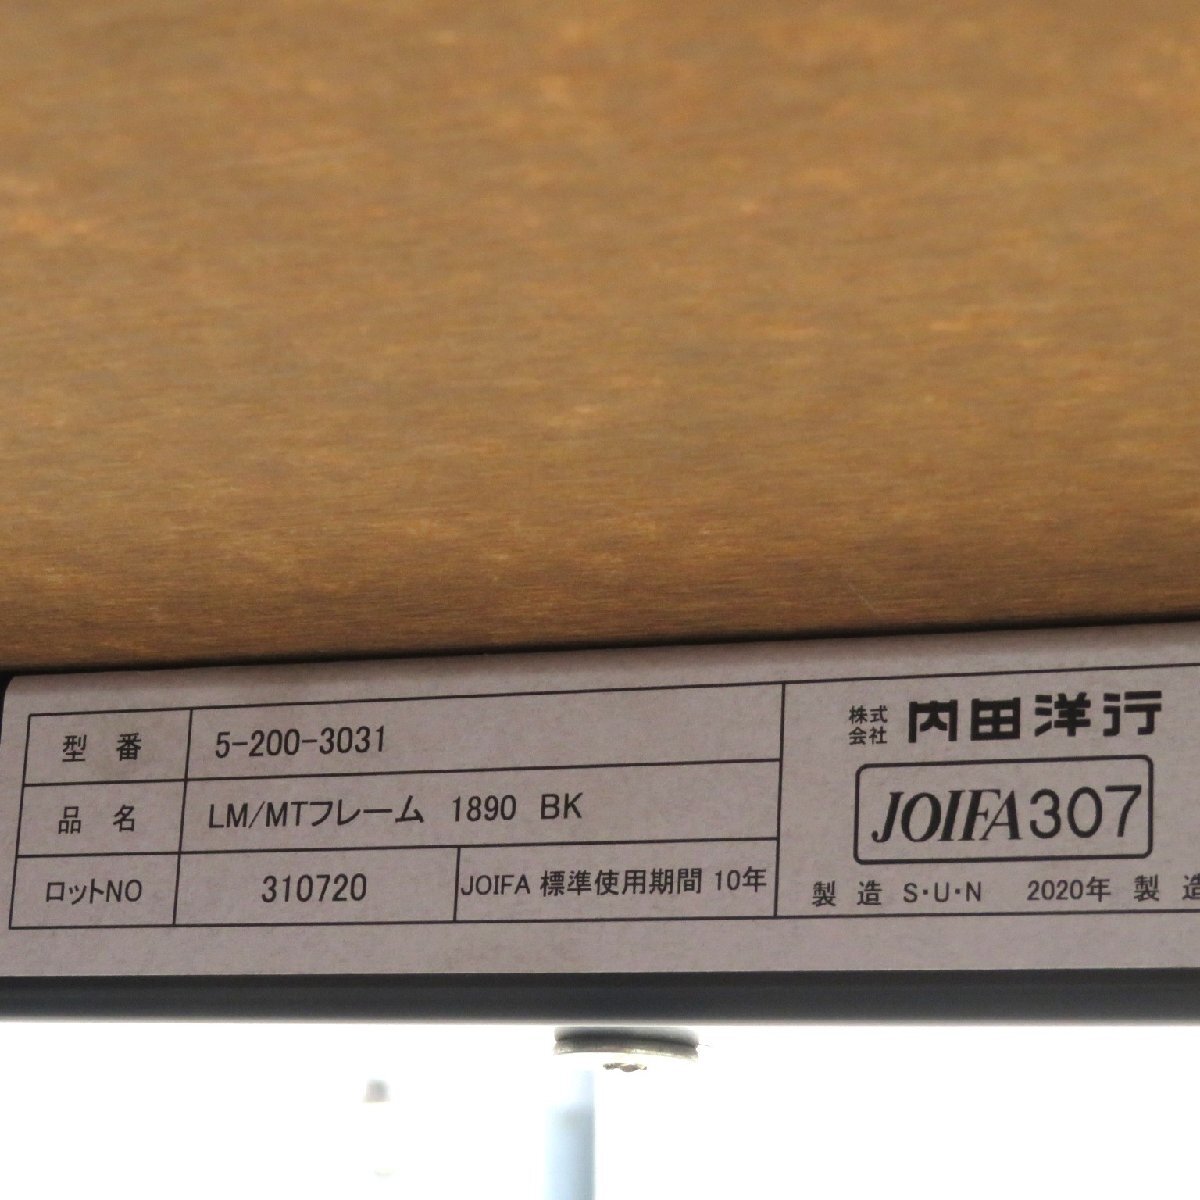 型番 5-200-3031
品名 LM/MTフレーム 1890 BK
ロットNO 310720 JOIFA 標準使用期間 10年
株式会社 内田洋行
JOIFA307
製造 S・U・N 2020年 製造